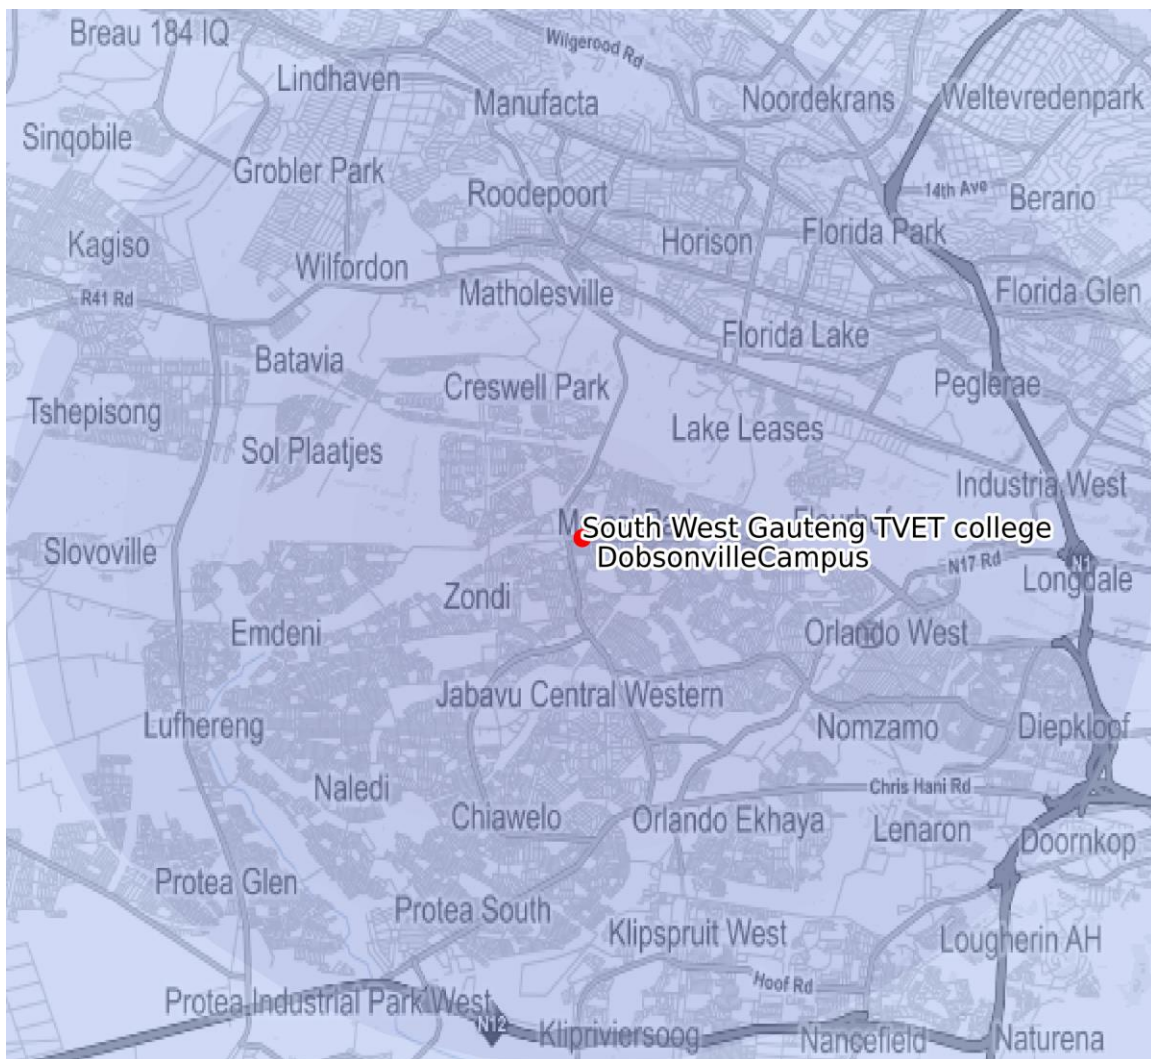 Breau 184 IQ
Wilgerood Rd
Lindhaven
Manufacta
Noordekrans
Weltevredenpark
Sinqobile
Grobler Park
Roodepoort
14th Ave
Berario
Kagiso
Horison
Florida Park
Wilfordon
R41 Rd
Matholesville
Florida Glen
Batavia
Florida Lake
Creswell Park
Peglerae
Tshepisong
Sol Plaatjes
Lake Leases
Industria West
South West Gauteng TVET college
DobsonvilleCampus
Slovoville
N17 Rd
N1
Longdale
Zondi
Emdeni
Orlando West
Jabavu Central Western
Lufhereng
Nomzamo
Diepkloof
Naledi
Chris Hani Rd
Chiawelo
Orlando Ekhaya
Lenaron
Doornkop
Protea Glen
Protea South
Klipspruit West
Lougherin AH
Hoof Rd
Protea Industrial Park West
N12
Klipriviersoog
Nancefield
Naturena